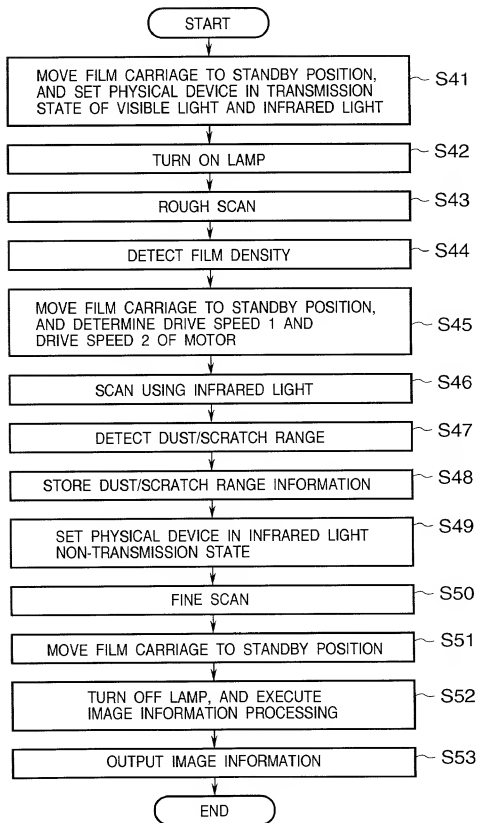 START
MOVE FILM CARRIAGE TO STANDBY POSITION,
AND SET PHYSICAL DEVICE IN TRANSMISSION
STATE OF VISIBLE LIGHT AND INFRARED LIGHT
S41
TURN ON LAMP
S42
ROUGH SCAN
S43
DETECT FILM DENSITY
S44
MOVE FILM CARRIAGE TO STANDBY POSITION,
AND DETERMINE DRIVE SPEED 1 AND
DRIVE SPEED 2 OF MOTOR
S45
SCAN USING INFRARED LIGHT
S46
DETECT DUST/SCRATCH RANGE
S47
STORE DUST/SCRATCH RANGE INFORMATION
S48
SET PHYSICAL DEVICE IN INFRARED LIGHT
NON-TRANSMISSION STATE
S49
FINE SCAN
S50
MOVE FILM CARRIAGE TO STANDBY POSITION
S51
TURN OFF LAMP, AND EXECUTE
IMAGE INFORMATION PROCESSING
S52
OUTPUT IMAGE INFORMATION
S53
END